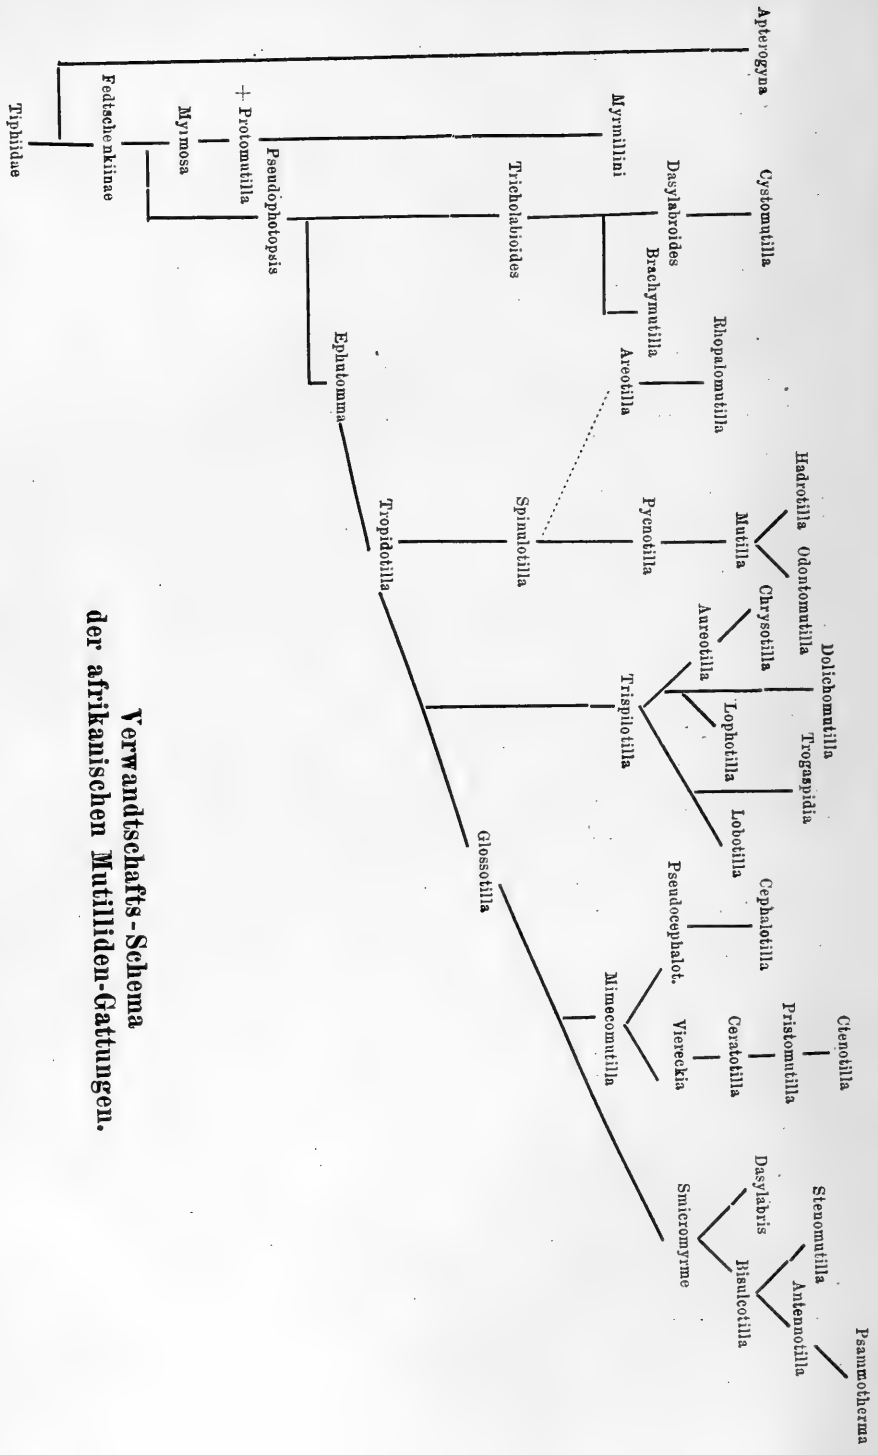 Psammotherma
Ctenotilla
Stenomutilla
Antennotilla
Dolichomutilla
Trogaspidia
Hadrotilla
Odontomutilla
Pristomutilla
Apterogyna
Cystomutilla
Chrysotilla
Cephalotilla
Dasylabris
Bisulcotilla
Mutilla
Lophotilla
Lobotilla
Ceratotilla
Rhopalomutilla
Aureotilla
Dasylabroides
Brachymutilla
Pseudocephalot.
Viereckia
Smicromyrme
Myrmillini
Areotilla
Pycnotilla
Trispilotilla
Mimecomutilla
Tricholabioides
Spinulotilla
Glossotilla
Tropidotilla
Ephutomma
Pseudophotopsis
+ Protomutilla
Myrmosa
Fedtschenkiinae
Tiphiidae
Verwandtschafts-Schema
der afrikanischen Mutilliden-Gattungen.